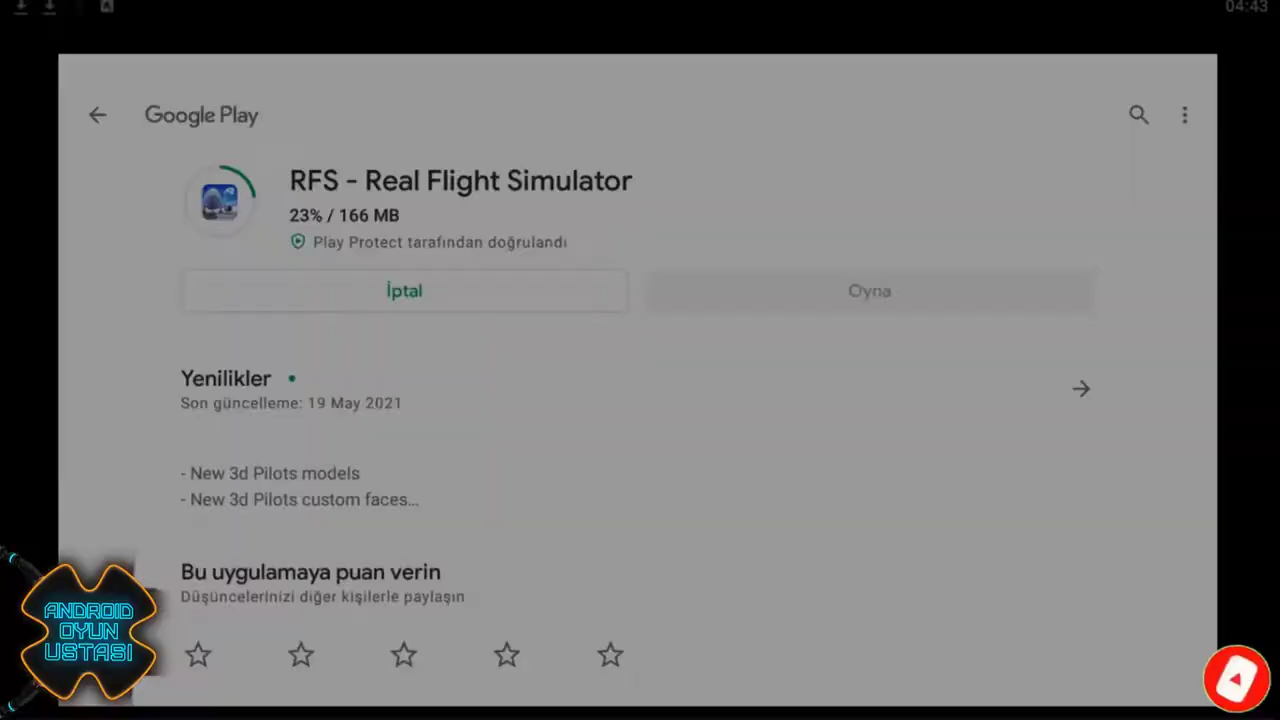 04:43
Google Play
RFS - Real Flight Simulator
23% / 166 MB
Play Protect tarafından doğrulandı
İptal
Oyna
Yenilikler
Son güncelleme: 19 May 2021
- New 3d Pilots models
- New 3d Pilots custom faces...
Bu uygulamaya puan verin
Düşüncelerinizi diğer kişilerle paylaşın
ANDROID
OYUN
USTASI